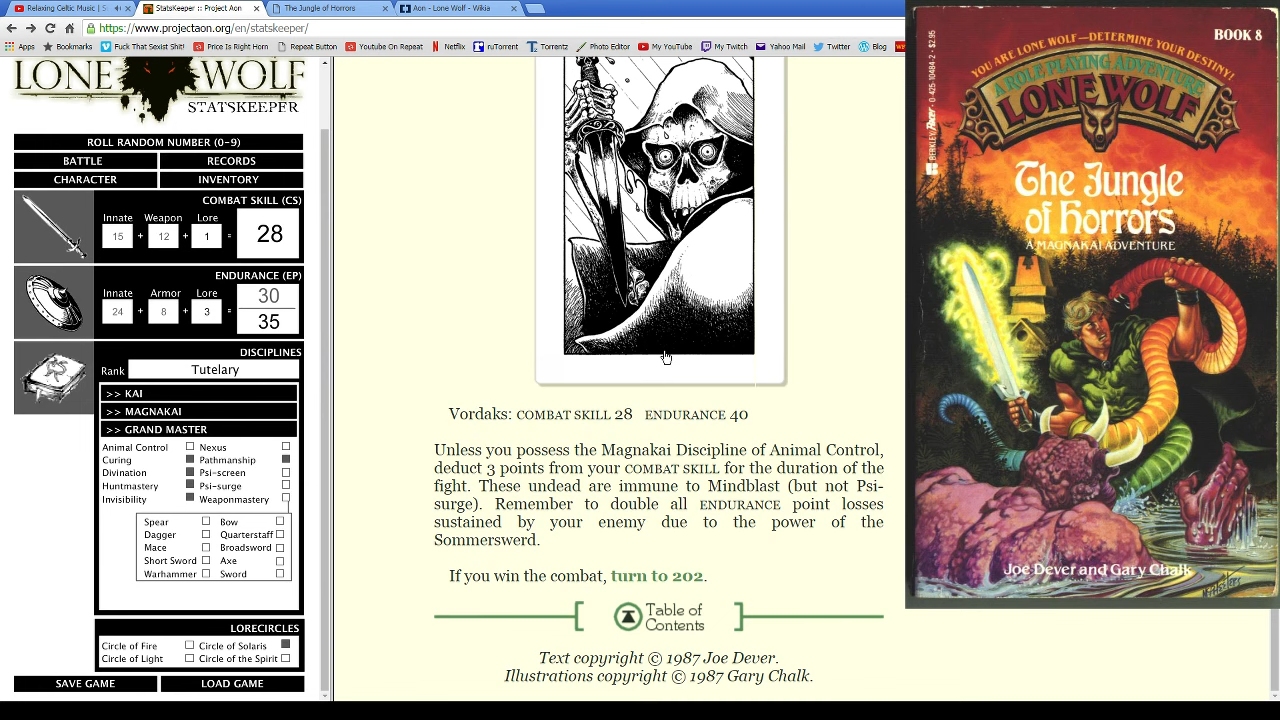 Relaxing Celtic Music | S
StatsKeeper :: Project Aon
The Jungle of Horrors
Aon - Lone Wolf - Wikia
https://www.projectaon.org/en/statskeeper/
Apps Bookmarks Fuck That Sexist Shit! Price Is Right Horn Repeat Button Youtube On Repeat Netflix ruTorrent Torrentz Photo Editor My YouTube My Twitch Yahoo Mail Twitter Blog
LONE WOLF
STATSKEEPER
ROLL RANDOM NUMBER (0-9)
BATTLE RECORDS
CHARACTER INVENTORY
COMBAT SKILL (CS)
Innate Weapon Lore
15 + 12 + 1 = 28
ENDURANCE (EP)
Innate Armor Lore
30
24 + 8 + 3 =
35
DISCIPLINES
Rank Tutelary
>> KAI
>> MAGNAKAI
>> GRAND MASTER
Animal Control Nexus
Curing Pathmanship
Divination Psi-screen
Huntmastery Psi-surge
Invisibility Weaponmastery
Spear Bow
Dagger Quarterstaff
Mace Broadsword
Short Sword Axe
Warhammer Sword
LORECIRCLES
Circle of Fire Circle of Solaris
Circle of Light Circle of the Spirit
SAVE GAME LOAD GAME
Vordaks: COMBAT SKILL 28 ENDURANCE 40
Unless you possess the Magnakai Discipline of Animal Control,
deduct 3 points from your COMBAT SKILL for the duration of the
fight. These undead are immune to Mindblast (but not Psi-
surge). Remember to double all ENDURANCE point losses
sustained by your enemy due to the power of the
Sommerswerd.
If you win the combat, turn to 202.
Table of
Contents
Text copyright © 1987 Joe Dever.
Illustrations copyright © 1987 Gary Chalk.
BOOK 8
YOU ARE LONE WOLF—DETERMINE YOUR DESTINY!
A ROLE PLAYING ADVENTURE
LONE WOLF
BERKLEY/Pacer • 0-425-10484-2 • $2.95
The Jungle
of Horrors
A MAGNAKAI ADVENTURE
Joe Dever and Gary Chalk